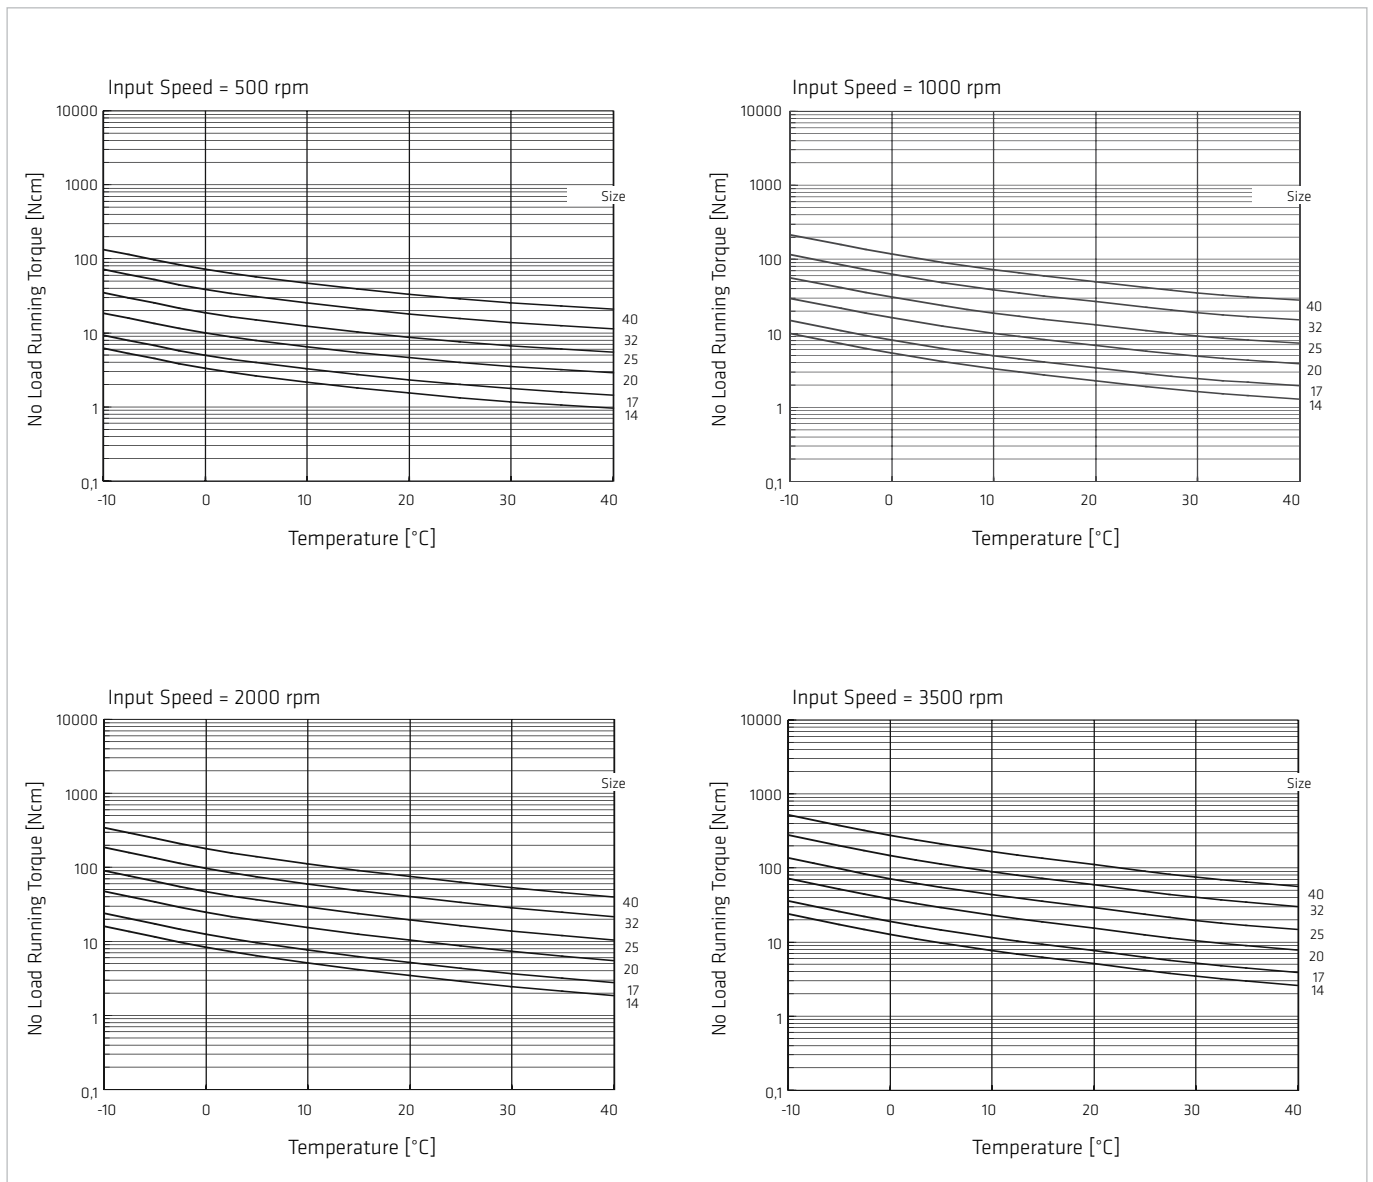 Input Speed = 500 rpm
No Load Running Torque [Ncm]
10000
1000
100
10
1
0,1
Size
40
32
25
20
17
14
-10 0 10 20 30 40
Temperature [°C]
Input Speed = 1000 rpm
No Load Running Torque [Ncm]
10000
1000
100
10
1
0,1
Size
40
32
25
20
17
14
-10 0 10 20 30 40
Temperature [°C]
Input Speed = 2000 rpm
No Load Running Torque [Ncm]
10000
1000
100
10
1
0,1
Size
40
32
25
20
17
14
-10 0 10 20 30 40
Temperature [°C]
Input Speed = 3500 rpm
No Load Running Torque [Ncm]
10000
1000
100
10
1
0,1
Size
40
32
25
20
17
14
-10 0 10 20 30 40
Temperature [°C]